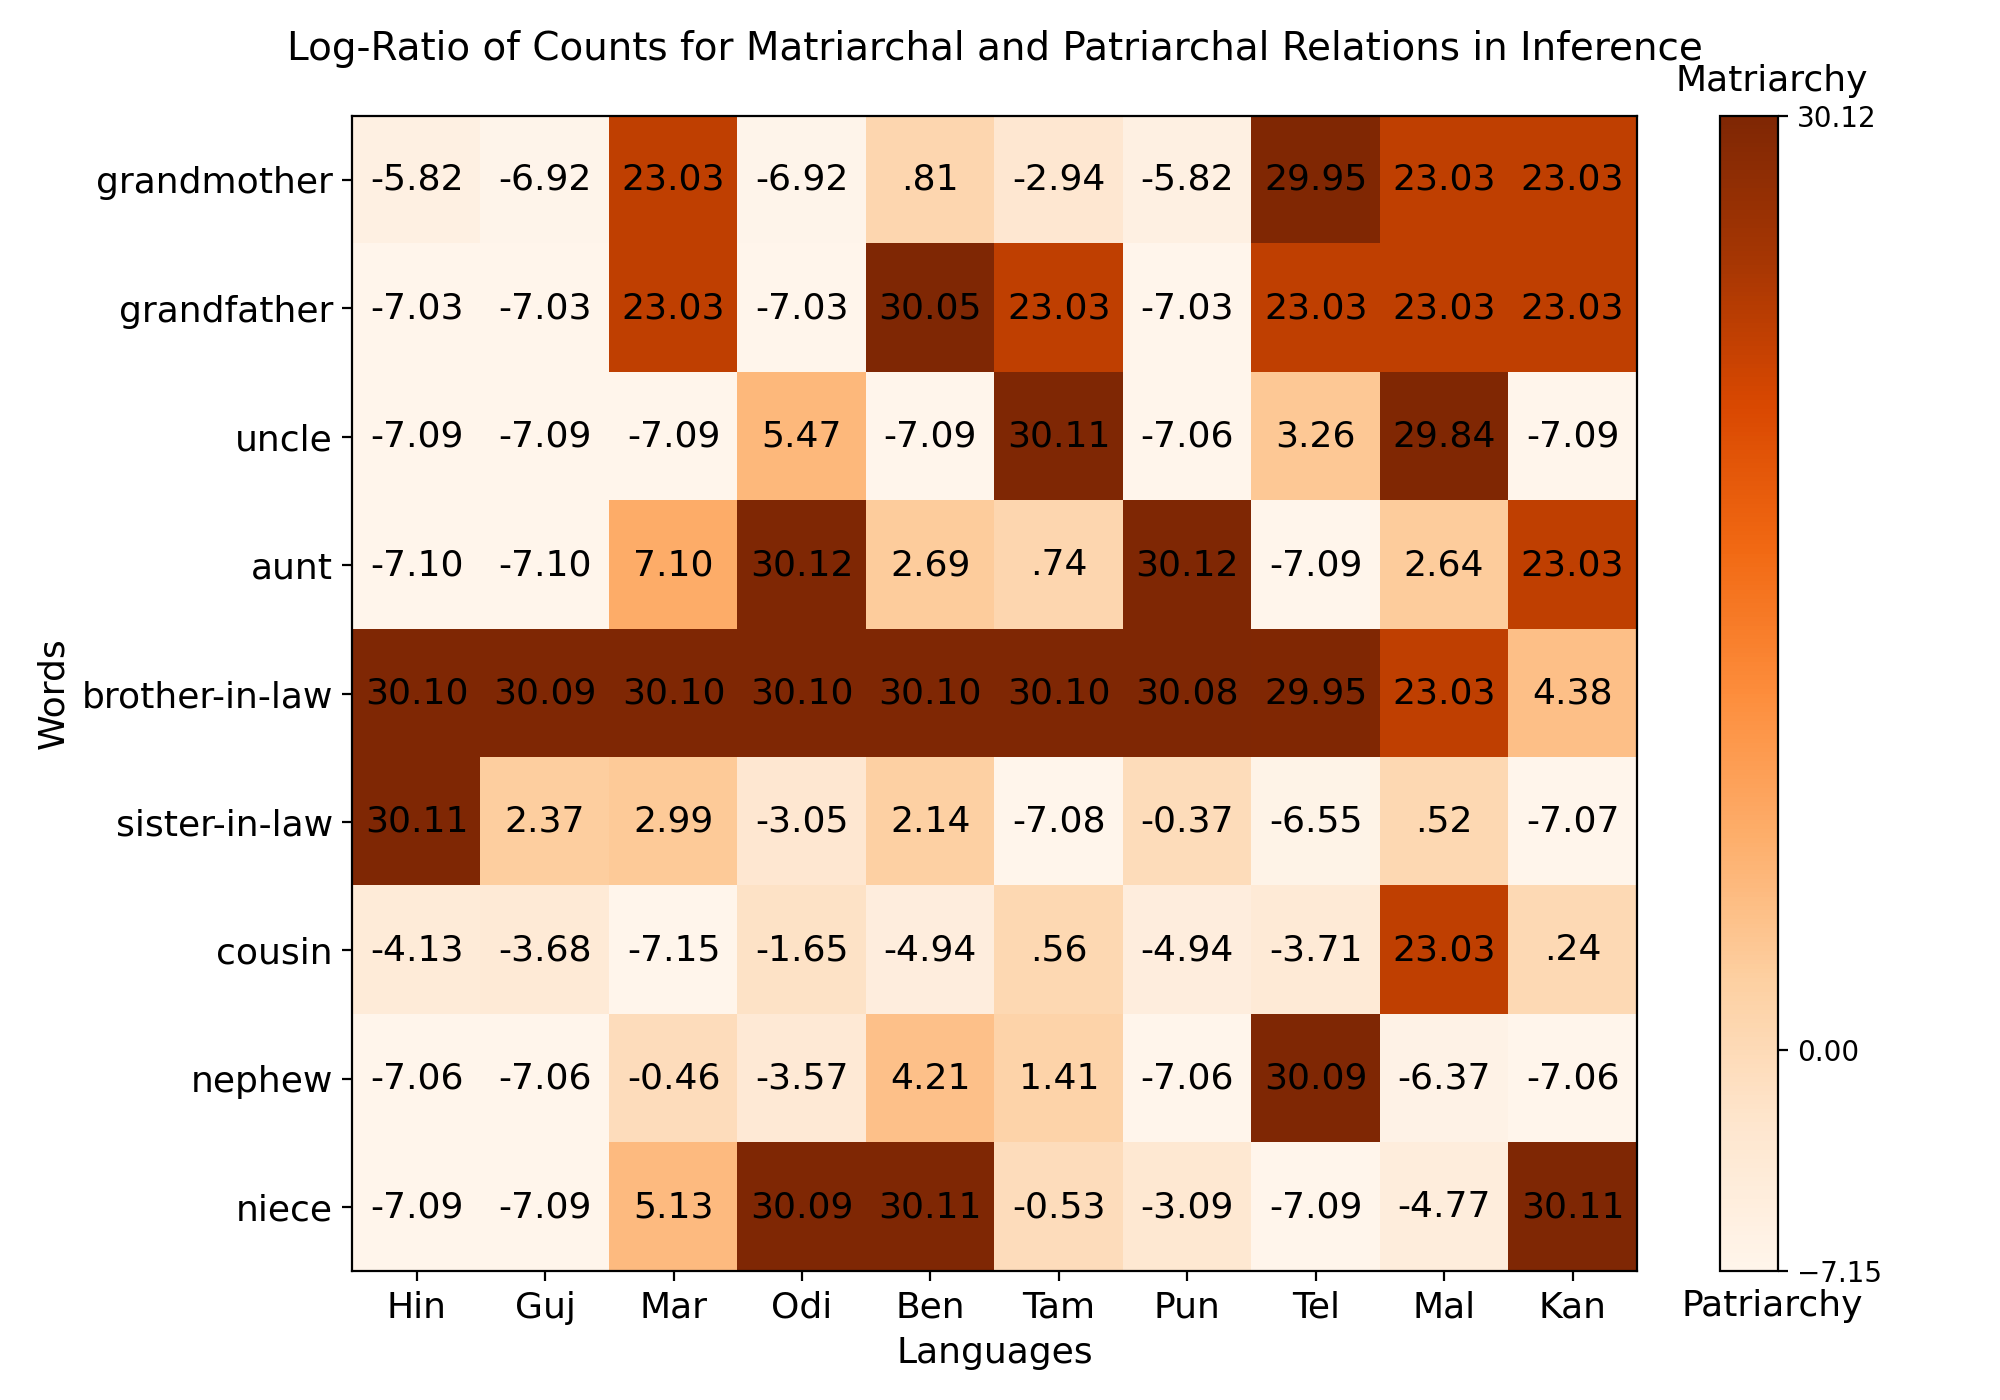 Log-Ratio of Counts for Matriarchal and Patriarchal Relations in Inference
Matriarchy
30.12
grandmother -5.82 -6.92 23.03 -6.92 .81 -2.94 -5.82 29.95 23.03 23.03
grandfather -7.03 -7.03 23.03 -7.03 30.05 23.03 -7.03 23.03 23.03 23.03
uncle -7.09 -7.09 -7.09 5.47 -7.09 30.11 -7.06 3.26 29.84 -7.09
aunt -7.10 -7.10 7.10 30.12 2.69 .74 30.12 -7.09 2.64 23.03
Words
brother-in-law 30.10 30.09 30.10 30.10 30.10 30.10 30.08 29.95 23.03 4.38
sister-in-law 30.11 2.37 2.99 -3.05 2.14 -7.08 -0.37 -6.55 .52 -7.07
cousin -4.13 -3.68 -7.15 -1.65 -4.94 .56 -4.94 -3.71 23.03 .24
0.00
nephew -7.06 -7.06 -0.46 -3.57 4.21 1.41 -7.06 30.09 -6.37 -7.06
niece -7.09 -7.09 5.13 30.09 30.11 -0.53 -3.09 -7.09 -4.77 30.11
−7.15
Patriarchy
Hin Guj Mar Odi Ben Tam Pun Tel Mal Kan
Languages